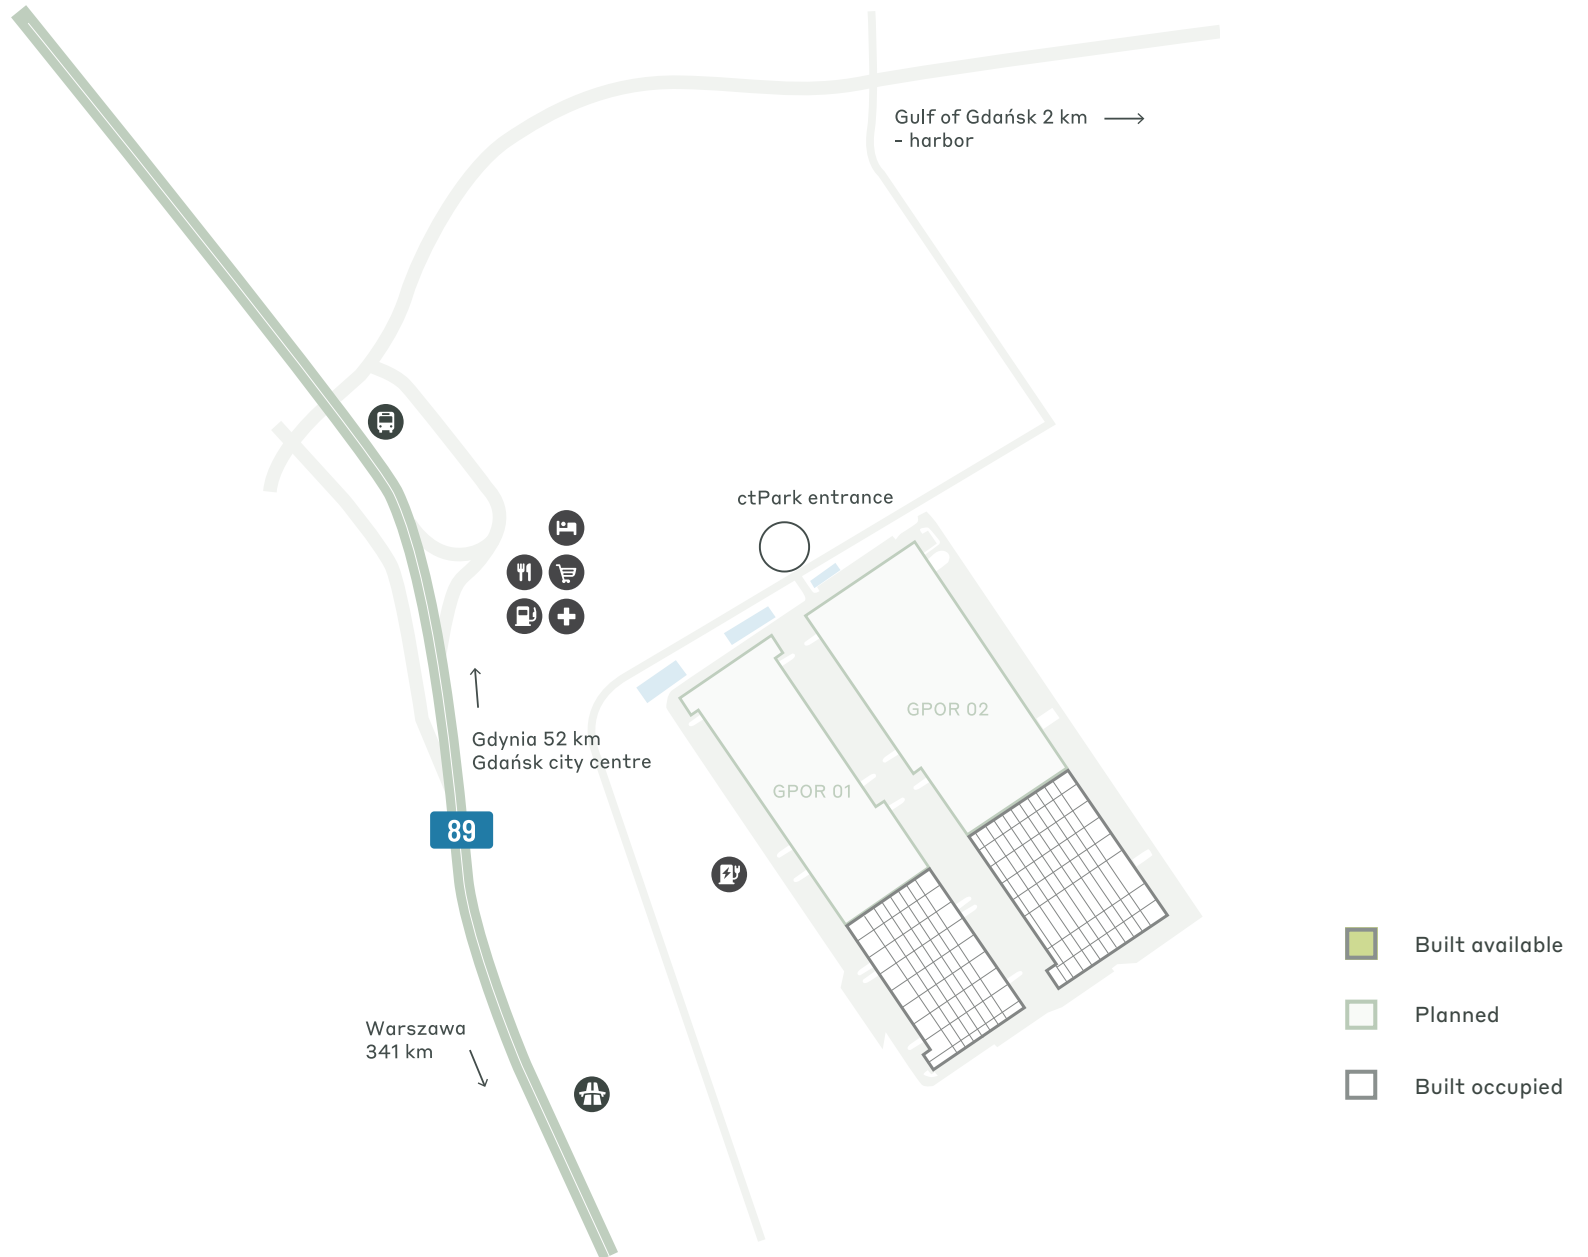 Gulf of Gdańsk 2 km
- harbor
ctPark entrance
GPOR 02
Gdynia 52 km
Gdańsk city centre
GPOR 01
89
Built available
Planned
Warszawa
341 km
Built occupied